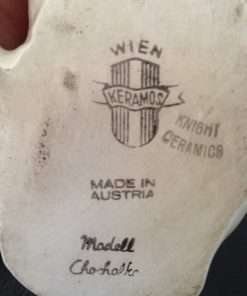 WIEN
KERAMOS
KNIGHT
CERAMICS
MADE IN
AUSTRIA
Modell